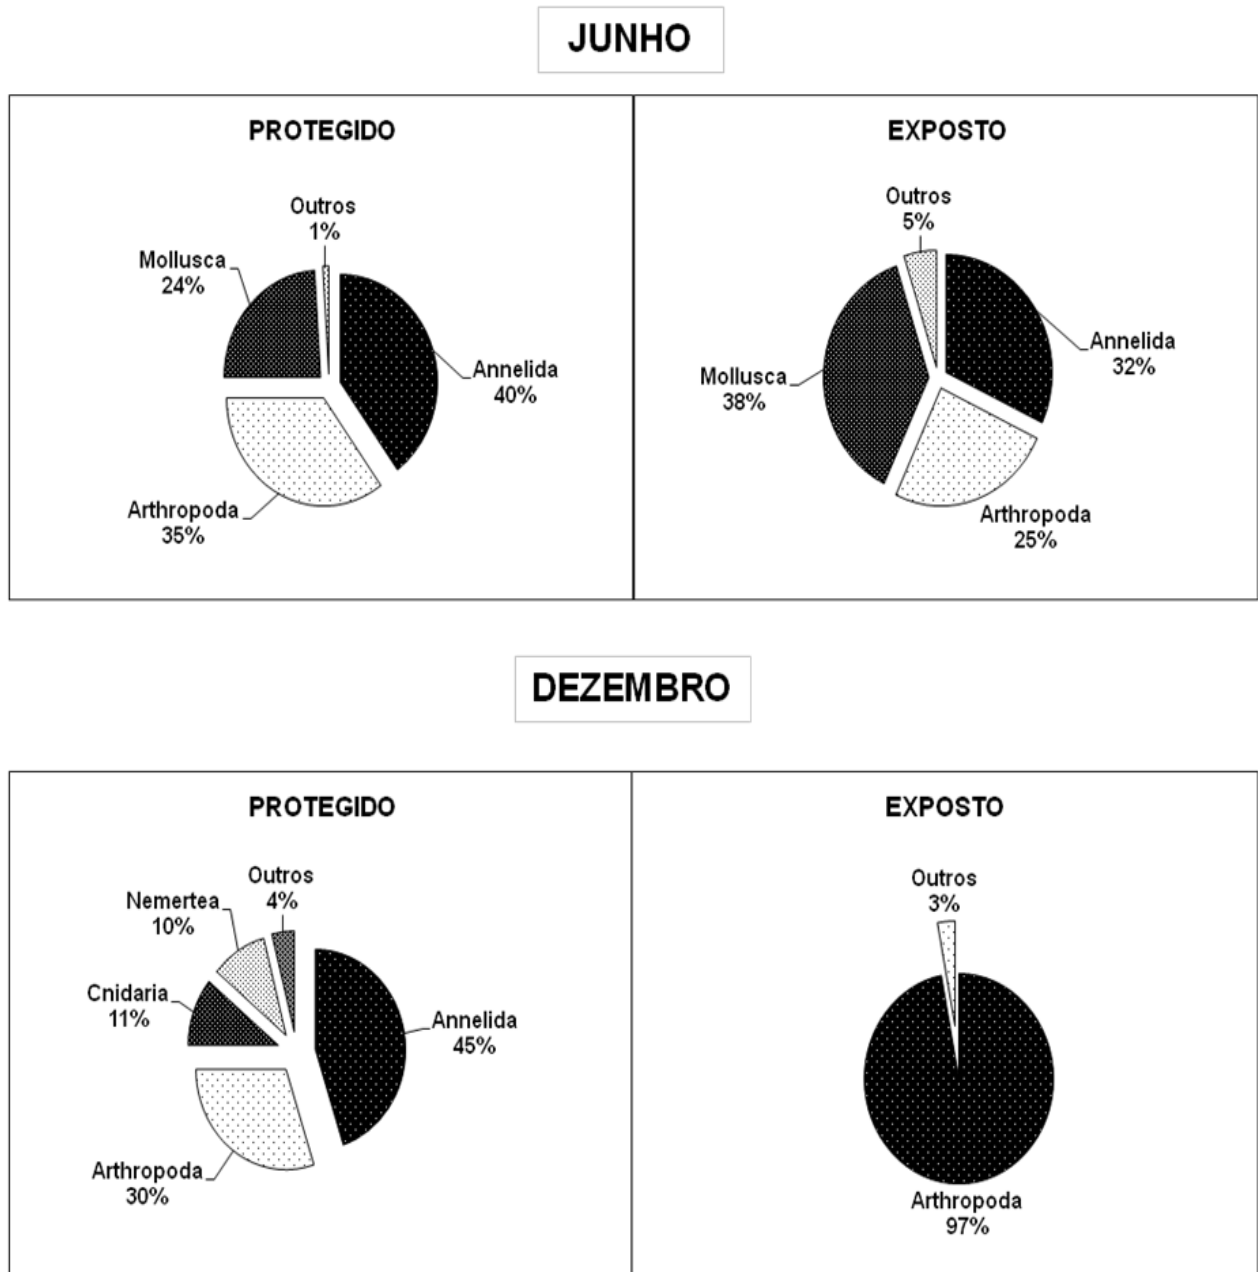 JUNHO
PROTEGIDO
Outros
1%
Mollusca
24%
Annelida
40%
Arthropoda
35%
EXPOSTO
Outros
5%
Annelida
32%
Mollusca
38%
Arthropoda
25%
DEZEMBRO
PROTEGIDO
Outros
4%
Nemertea
10%
Cnidaria
11%
Annelida
45%
Arthropoda
30%
EXPOSTO
Outros
3%
Arthropoda
97%